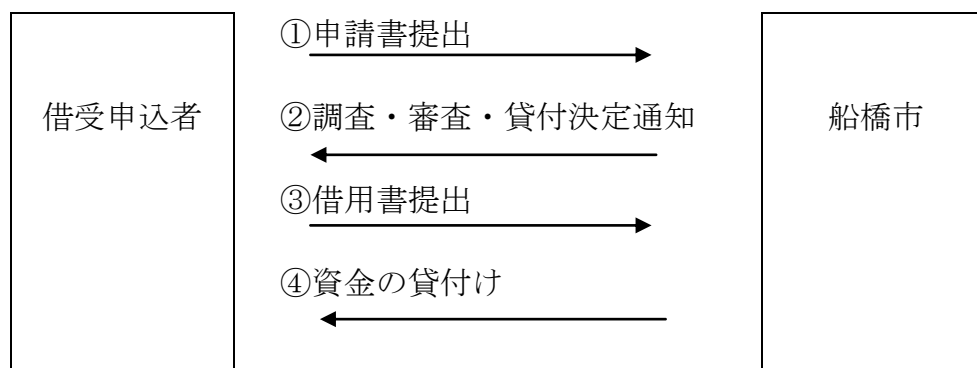 ①申請書提出
借受申込者
②調査・審査・貸付決定通知
船橋市
③借用書提出
④資金の貸付け